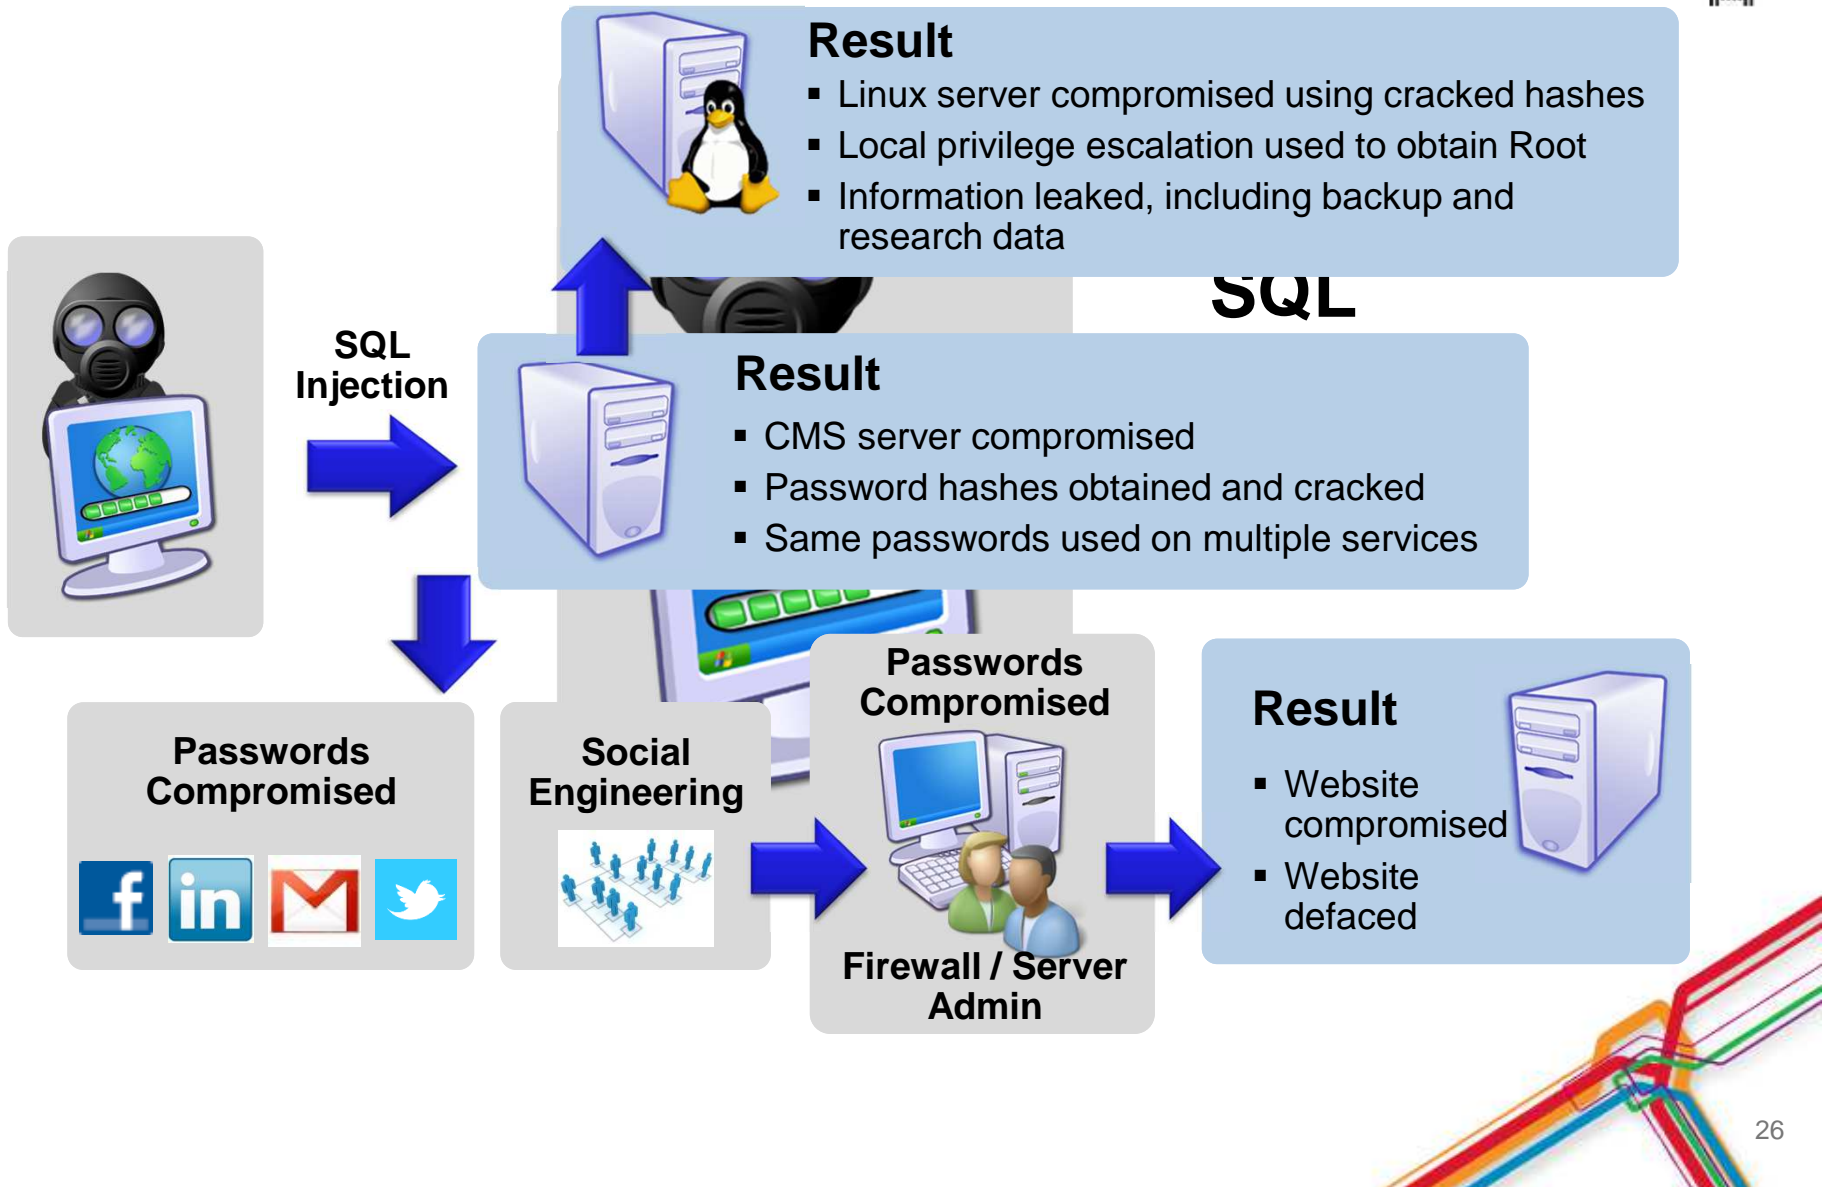 Result
▪ Linux server compromised using cracked hashes
▪ Local privilege escalation used to obtain Root
▪ Information leaked, including backup and
research data
SQL
SQL
Injection
Result
▪ CMS server compromised
▪ Password hashes obtained and cracked
▪ Same passwords used on multiple services
Passwords
Compromised
f
in
M
Social
Engineering
Passwords
Compromised
Firewall / Server
Admin
Result
▪ Website
compromised
▪ Website
defaced
26